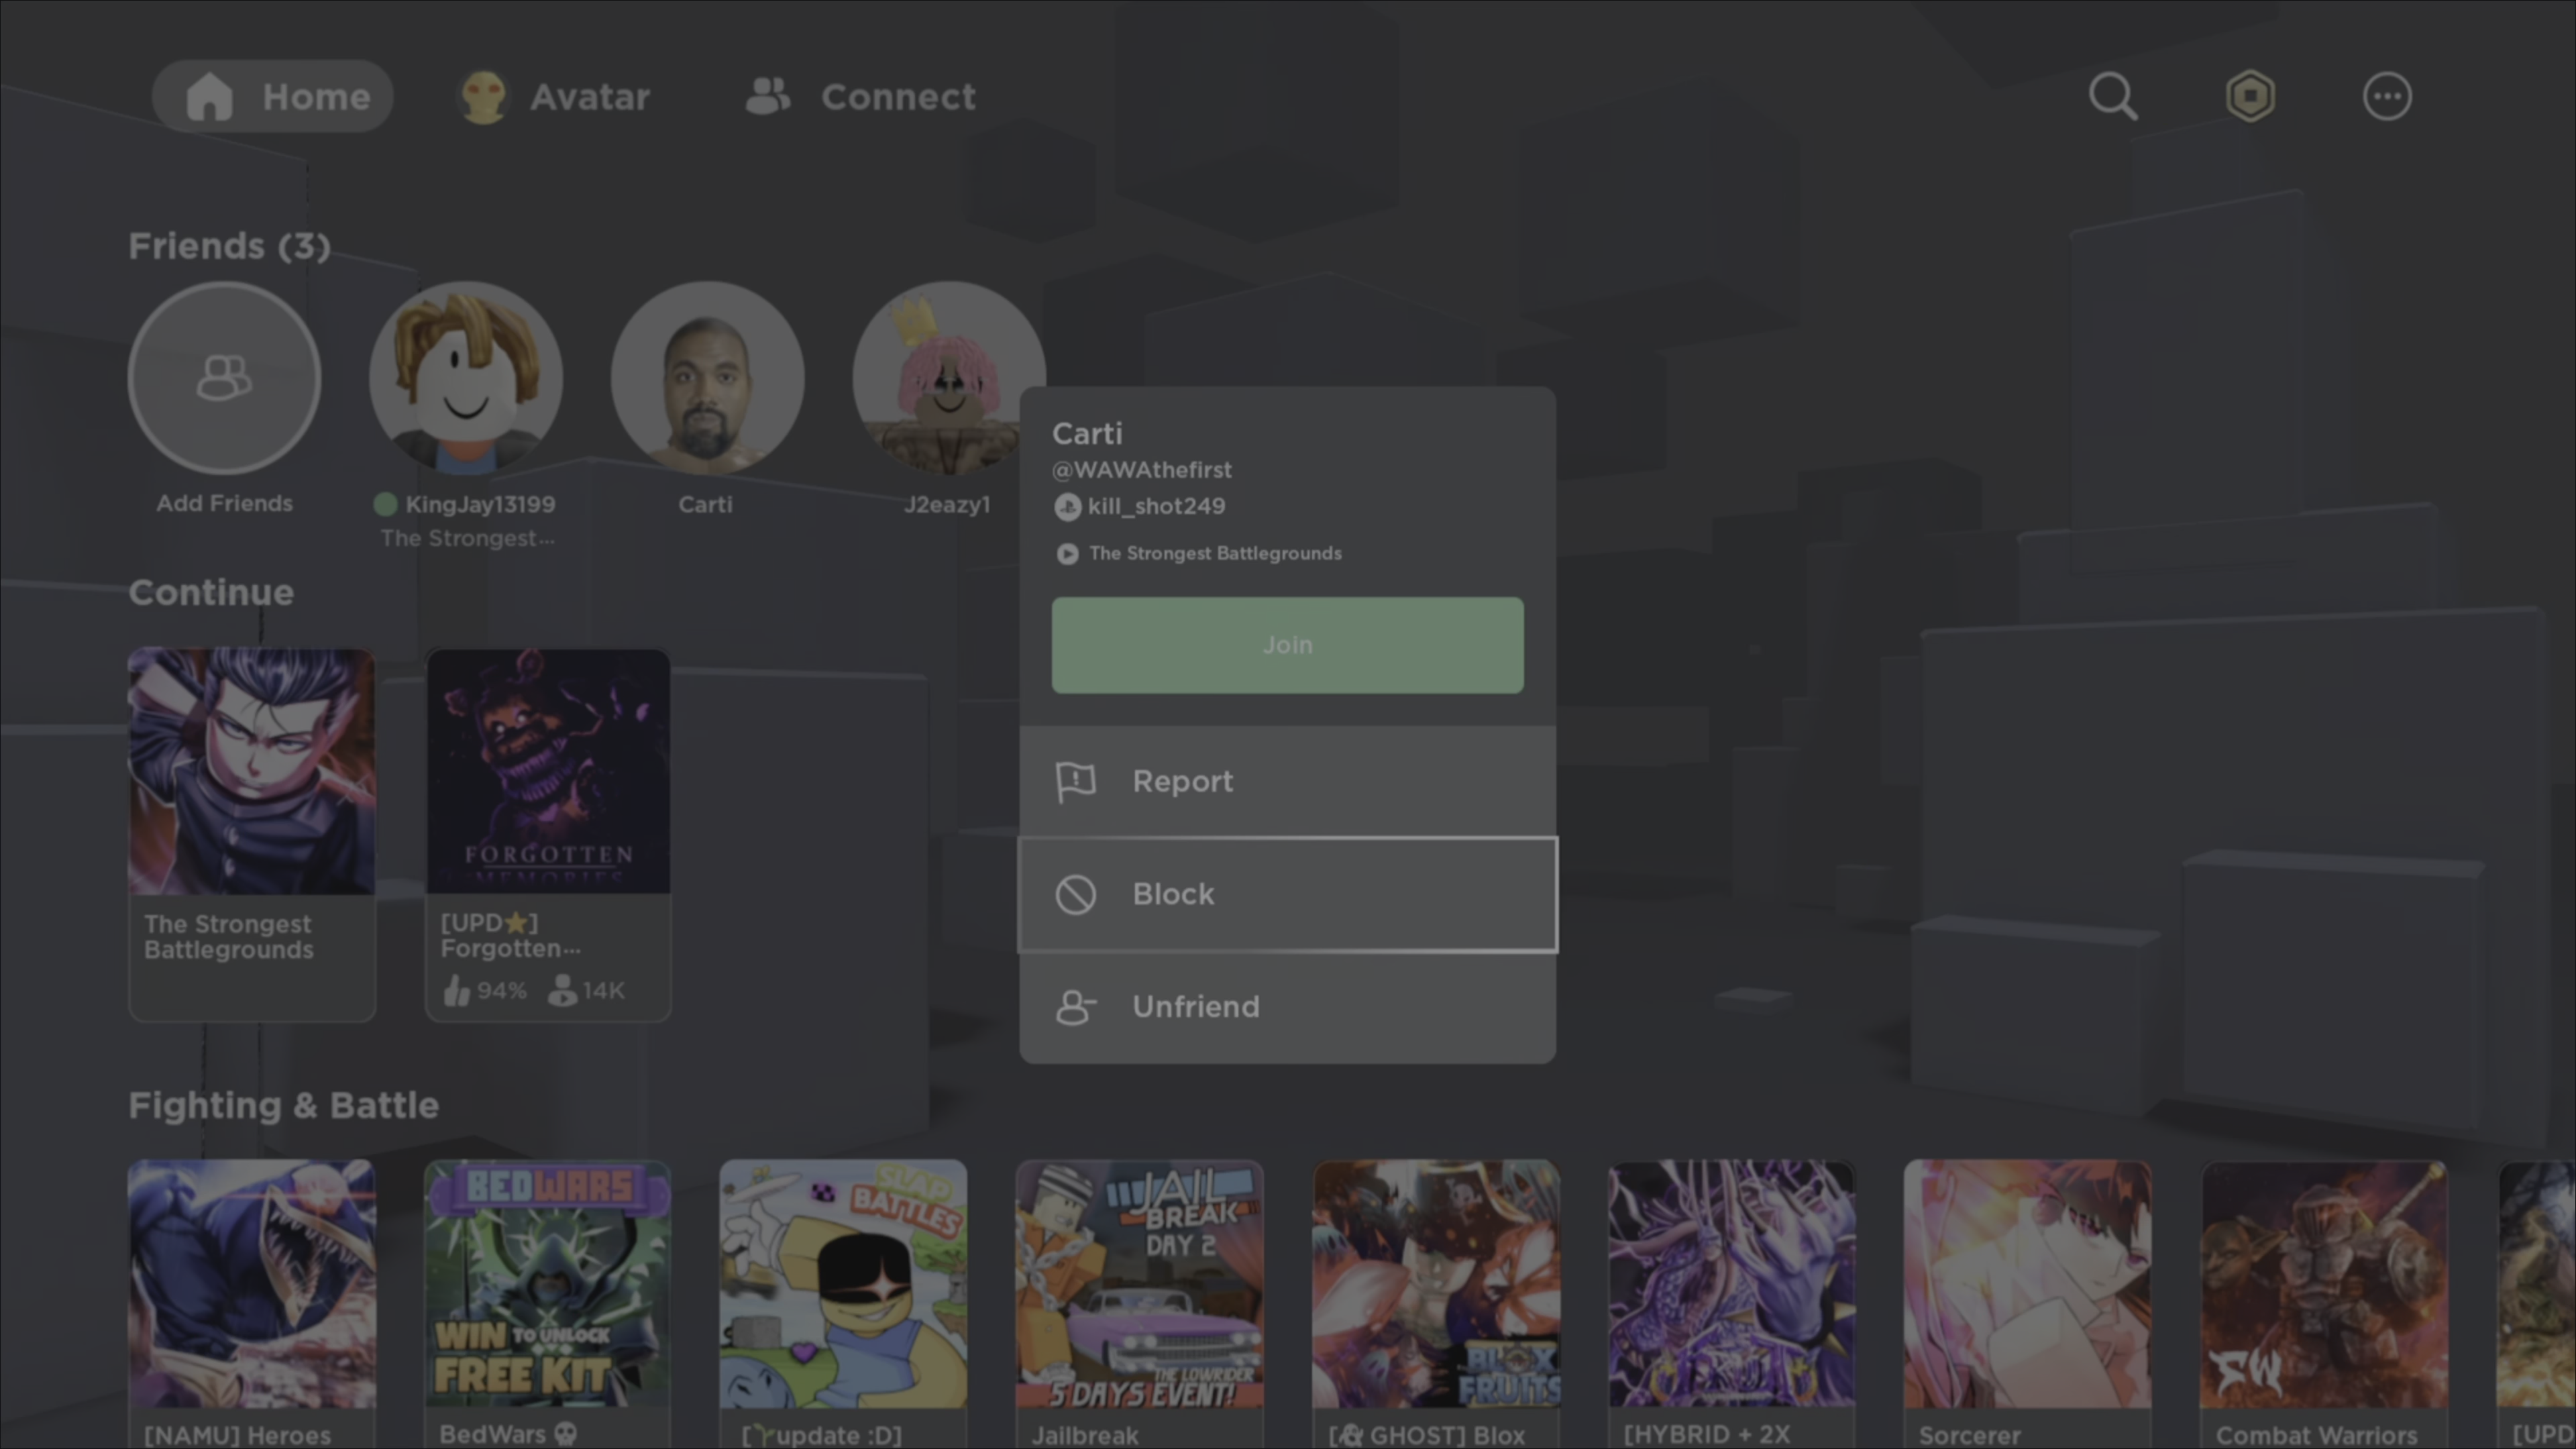 Home
Avatar
Connect
Friends (3)
Add Friends
KingJay13199
The Strongest...
Carti
J2eazy1
Carti
@WAWAthefirst
kill_shot249
The Strongest Battlegrounds
Join
Report
Block
Unfriend
Continue
FORGOTTEN
MEMORIES
The Strongest
Battlegrounds
[UPD⭐]
Forgotten...
94%
14K
Fighting & Battle
BEDWARS
WIN TO UNLOCK
FREE KIT
SLAP
BATTLES
JAIL
BREAK
DAY 2
THE LOWRIDER
5 DAYS EVENT!
BLOX
FRUITS
[NAMU] Heroes
BedWars 💀
[🌱update :D]
Jailbreak
[👻 GHOST] Blox
[HYBRID + 2X
Sorcerer
Combat Warriors
[UPD